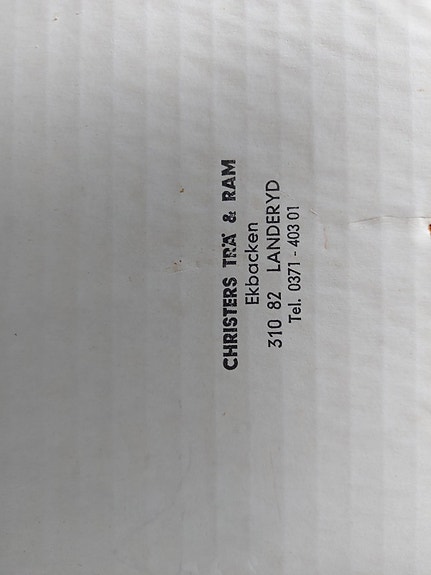 CHRISTERS TRÄ & RAM
Ekbacken
310 82 LANDERYD
Tel. 0371 - 403 01